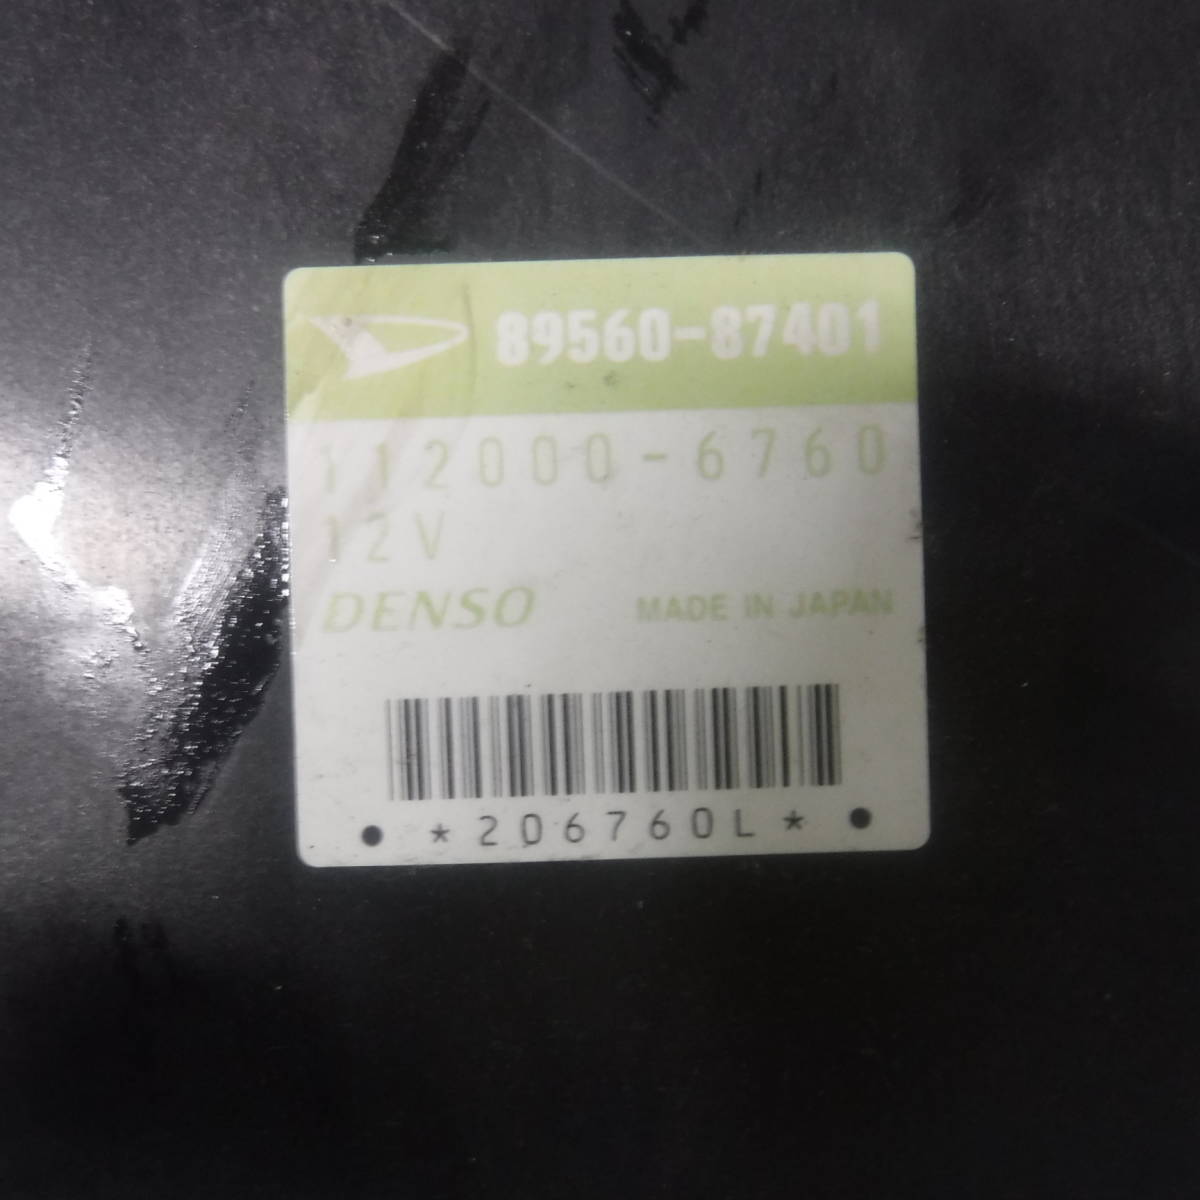 89560-87401
112000-6760
12V
DENSO MADE IN JAPAN
*206760L*